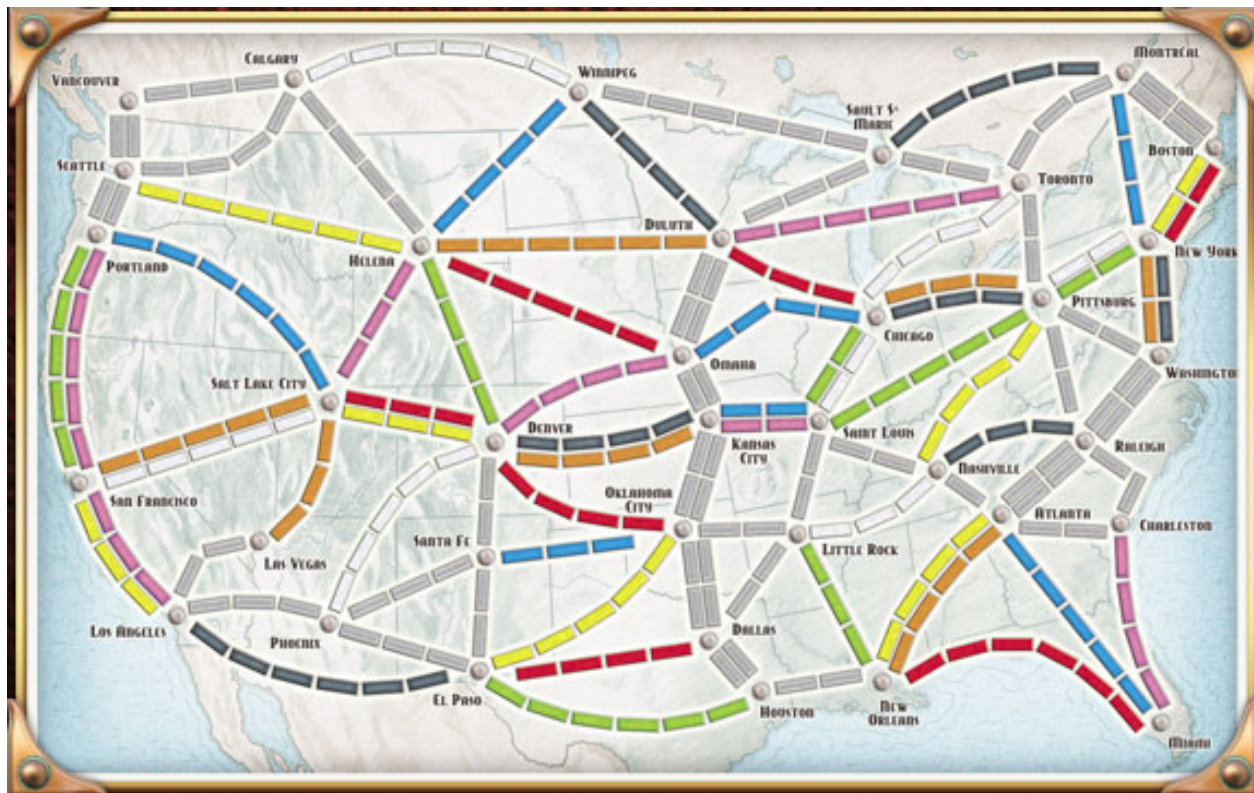 Calgary
Montréal
Vancouver
Winnipeg
Sault St.
Marie
Seattle
Boston
Toronto
Duluth
Helena
New York
Portland
Pittsburg
Chicago
Omaha
Washington
Salt Lake City
Denver
Saint Louis
Kansas
City
Raleigh
Nashville
San Francisco
Oklahoma
City
Atlanta
Charleston
Santa Fe
Little Rock
Las Vegas
Los Angeles
Dallas
Phoenix
El Paso
Houston
New
Orleans
Miami